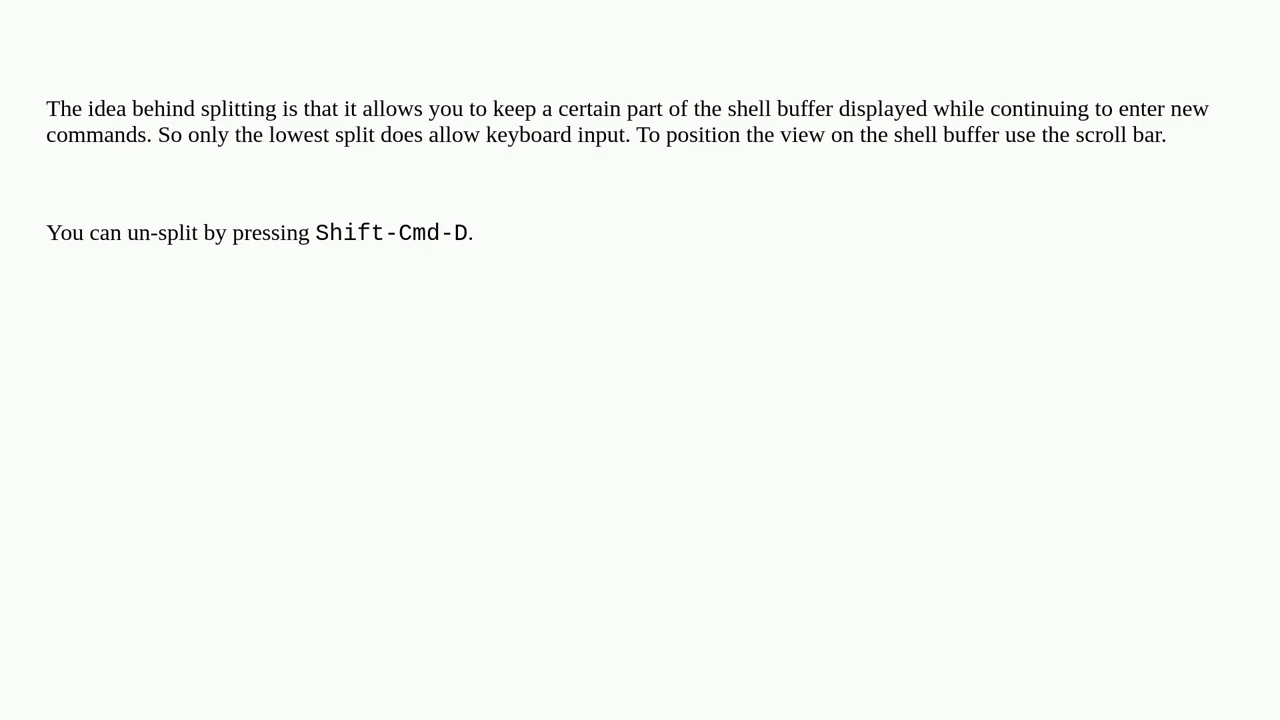 The idea behind splitting is that it allows you to keep a certain part of the shell buffer displayed while continuing to enter new
commands. So only the lowest split does allow keyboard input. To position the view on the shell buffer use the scroll bar.
You can un-split by pressing Shift-Cmd-D.